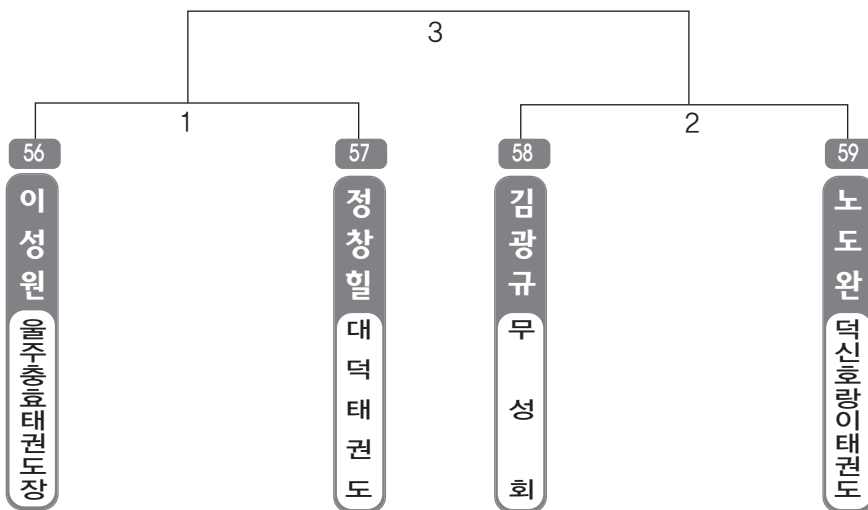 3
1
2
56
이성원
울주충효태권도장
57
정창힐
대덕태권도
58
김광규
무성회
59
노도완
덕신호랑이태권도